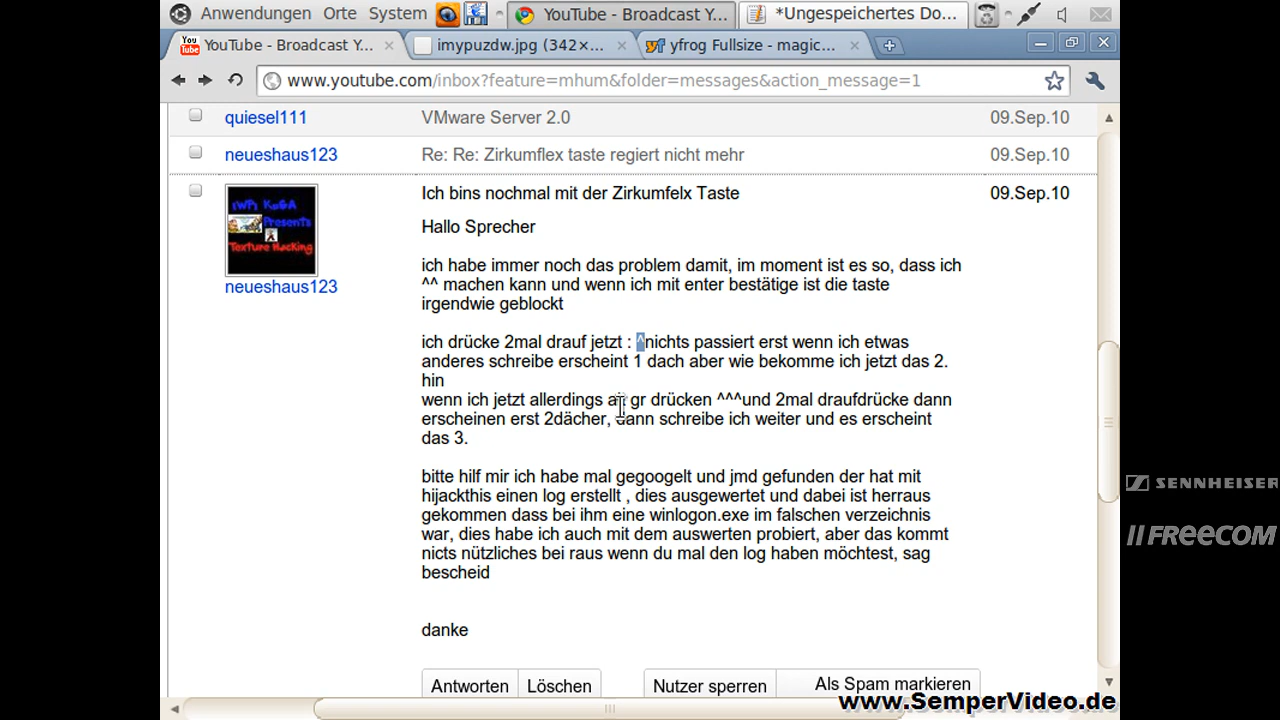 Anwendungen Orte System YouTube - Broadcast Y... *Ungespeichertes Do...
YouTube - Broadcast Y... imypuzdw.jpg (342×... yfrog Fullsize - magic...
www.youtube.com/inbox?feature=mhum&folder=messages&action_message=1
quiesel111 VMware Server 2.0 09.Sep.10
neueshaus123 Re: Re: Zirkumflex taste regiert nicht mehr 09.Sep.10
Ich bins nochmal mit der Zirkumfelx Taste 09.Sep.10
Presents
Texture Hacking
neueshaus123
Hallo Sprecher
ich habe immer noch das problem damit, im moment ist es so, dass ich
^^ machen kann und wenn ich mit enter bestätige ist die taste
irgendwie geblockt
ich drücke 2mal drauf jetzt : ^nichts passiert erst wenn ich etwas
anderes schreibe erscheint 1 dach aber wie bekomme ich jetzt das 2.
hin
wenn ich jetzt allerdings gr drücken ^^^und 2mal draufdrücke dann
erscheinen erst 2dächer, dann schreibe ich weiter und es erscheint
das 3.
bitte hilf mir ich habe mal gegoogelt und jmd gefunden der hat mit
hijackthis einen log erstellt , dies ausgewertet und dabei ist herraus
gekommen dass bei ihm eine winlogon.exe im falschen verzeichnis
war, dies habe ich auch mit dem auswerten probiert, aber das kommt
nicts nützliches bei raus wenn du mal den log haben möchtest, sag
bescheid
danke
Antworten Löschen Nutzer sperren Als Spam markieren
www.SemperVideo.de
SENNHEISER
FREECOM